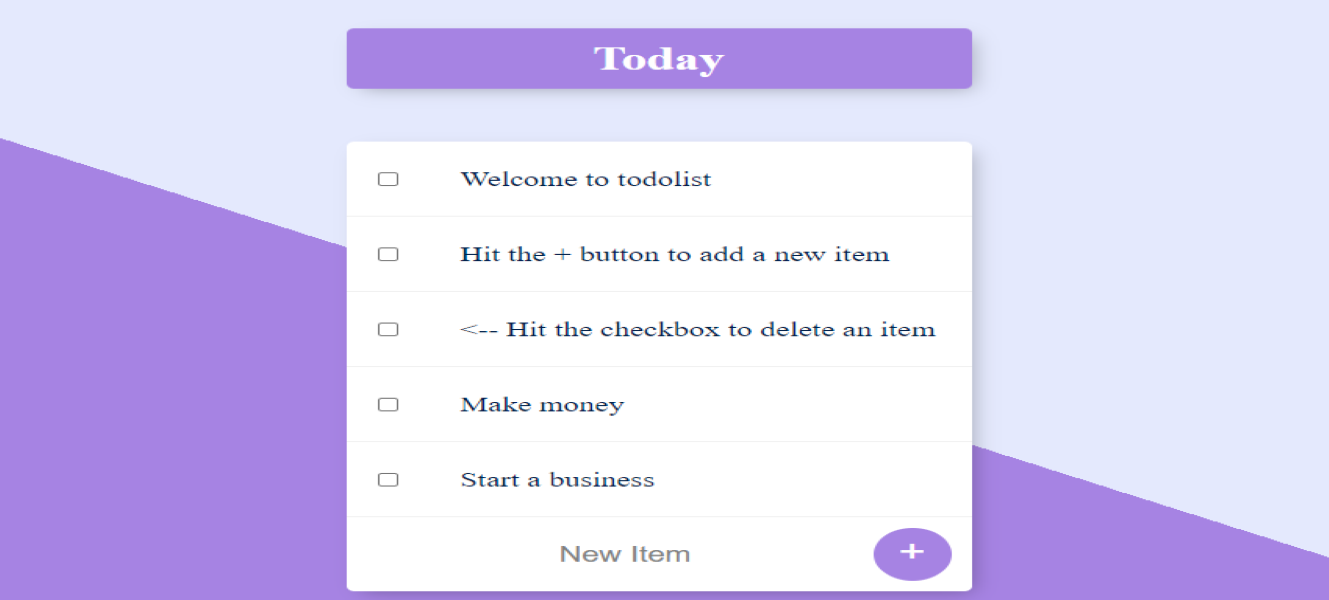 Today
Welcome to todolist
Hit the + button to add a new item
<-- Hit the checkbox to delete an item
Make money
Start a business
New Item
+